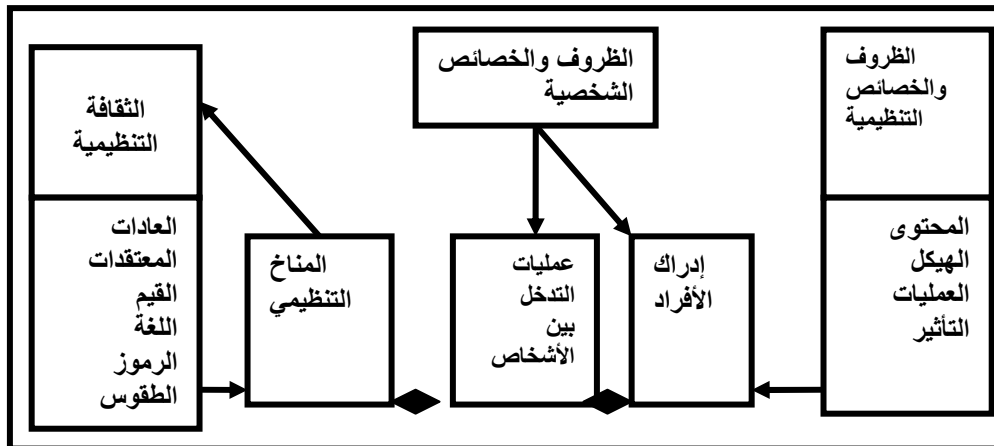 الظروف
والخصائص
التنظيمية
المحتوى
الهيكل
العمليات
التأثير
الظروف والخصائص
الشخصية
إدراك
الأفراد
عمليات
التدخل
بين
الأشخاص
المناخ
التنظيمي
الثقافة
التنظيمية
العادات
المعتقدات
القيم
اللغة
الرموز
الطقوس